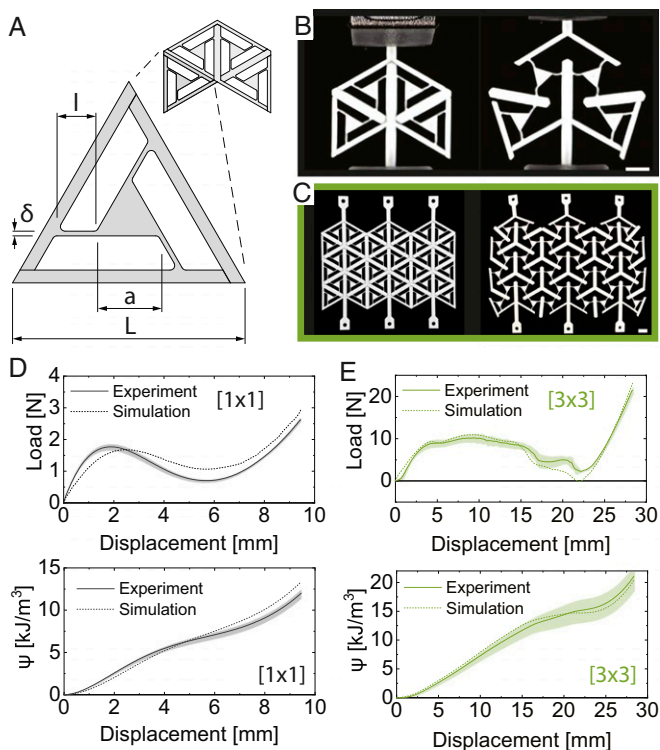 A
l
δ
a
L
B
C
D
Load [N]
4
3
2
1
0
Experiment
Simulation
[1x1]
0 2 4 6 8 10
Displacement [mm]
ψ [kJ/m³]
15
10
5
0
Experiment
Simulation
[1x1]
0 2 4 6 8 10
Displacement [mm]
E
Load [N]
20
10
0
Experiment
Simulation
[3x3]
0 5 10 15 20 25 30
Displacement [mm]
ψ [kJ/m³]
20
15
10
5
0
Experiment
Simulation
[3x3]
0 5 10 15 20 25 30
Displacement [mm]